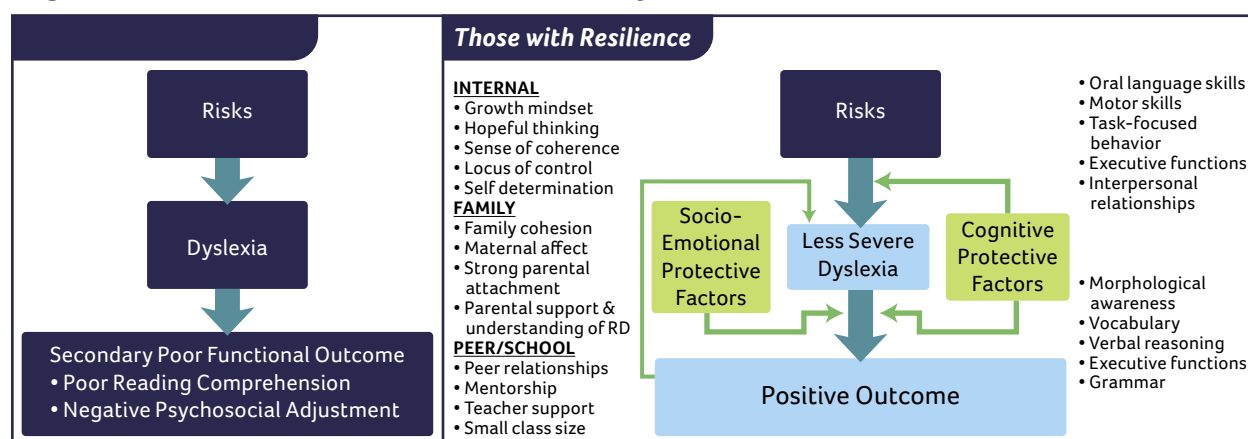 Risks
Dyslexia
Secondary Poor Functional Outcome
• Poor Reading Comprehension
• Negative Psychosocial Adjustment
Those with Resilience
INTERNAL
• Growth mindset
• Hopeful thinking
• Sense of coherence
• Locus of control
• Self determination
FAMILY
• Family cohesion
• Maternal affect
• Strong parental
attachment
• Parental support &
understanding of RD
PEER/SCHOOL
• Peer relationships
• Mentorship
• Teacher support
• Small class size
Risks
Socio-
Emotional
Protective
Factors
Less Severe
Dyslexia
Cognitive
Protective
Factors
Positive Outcome
• Oral language skills
• Motor skills
• Task-focused
behavior
• Executive functions
• Interpersonal
relationships
• Morphological
awareness
• Vocabulary
• Verbal reasoning
• Executive functions
• Grammar